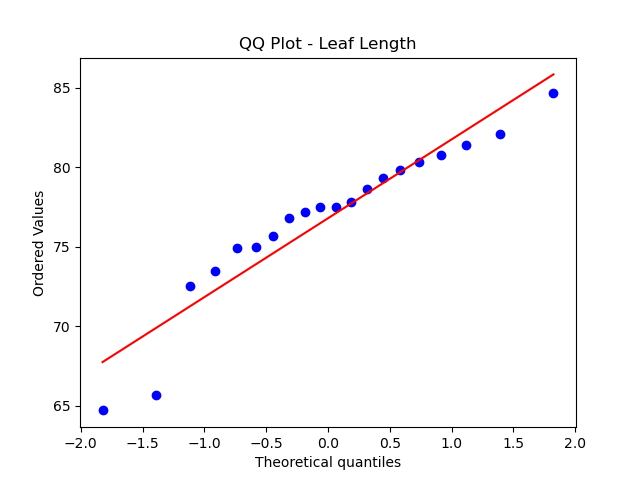 QQ Plot - Leaf Length
Ordered Values
85
80
75
70
65
−2.0 −1.5 −1.0 −0.5 0.0 0.5 1.0 1.5 2.0
Theoretical quantiles